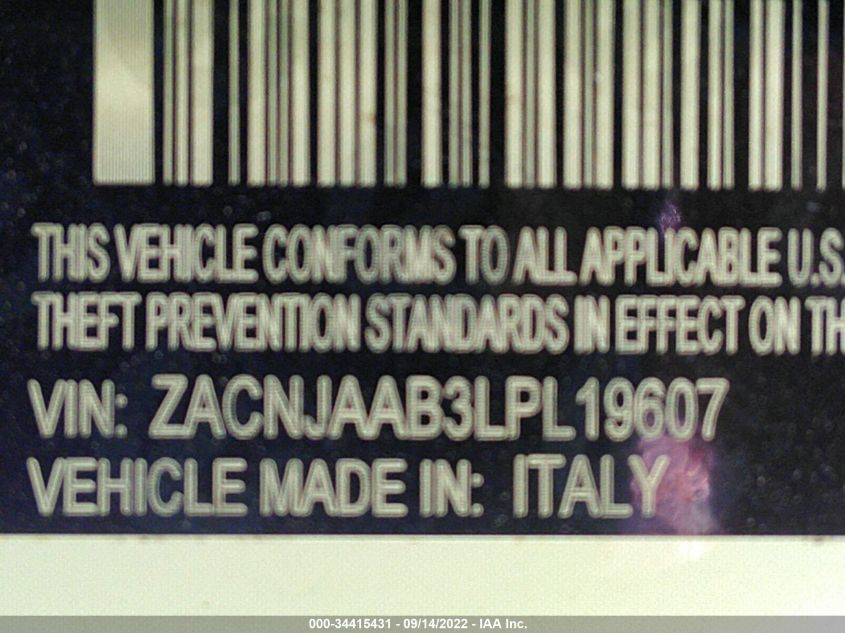 THIS VEHICLE CONFORMS TO ALL APPLICABLE U.S.
THEFT PREVENTION STANDARDS IN EFFECT ON TH
VIN: ZACNJAAB3LPL19607
VEHICLE MADE IN: ITALY
000-34415431 - 09/14/2022 - IAA Inc.